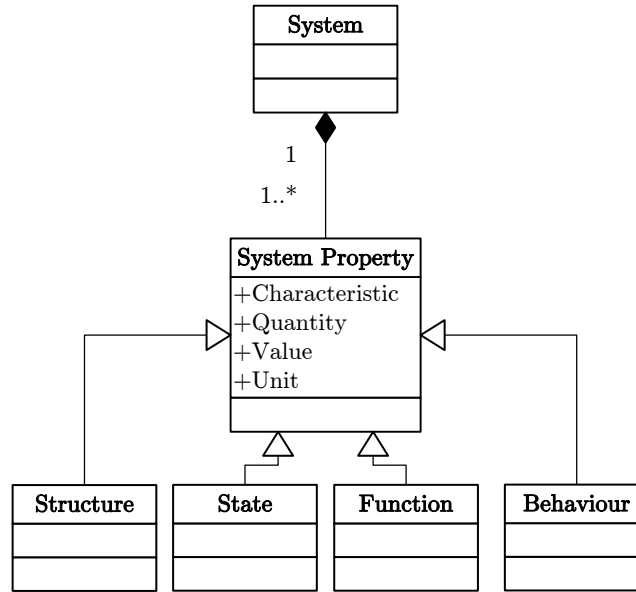 System
1
1..*
System Property
+Characteristic
+Quantity
+Value
+Unit
Structure
State
Function
Behaviour